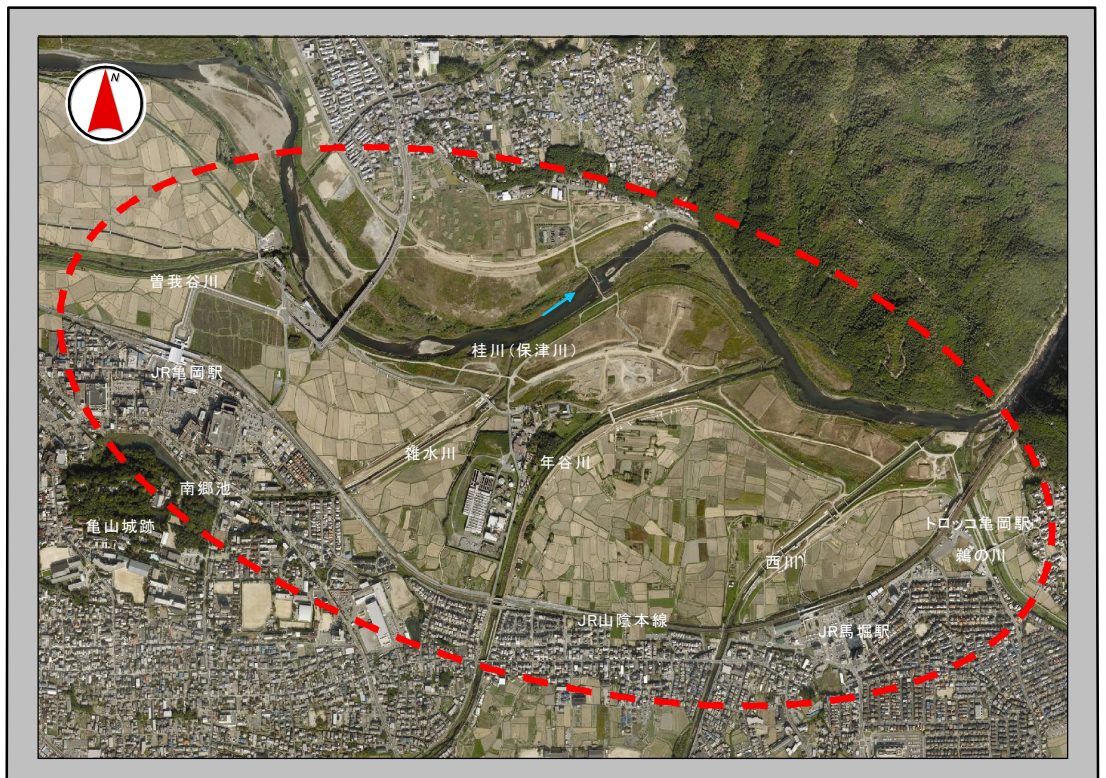 N
曽我谷川
JR亀岡駅
桂川(保津川)
雑水川
年谷川
南郷池
亀山城跡
トロッコ亀岡駅
鵜の川
西川
JR山陰本線
JR馬堀駅